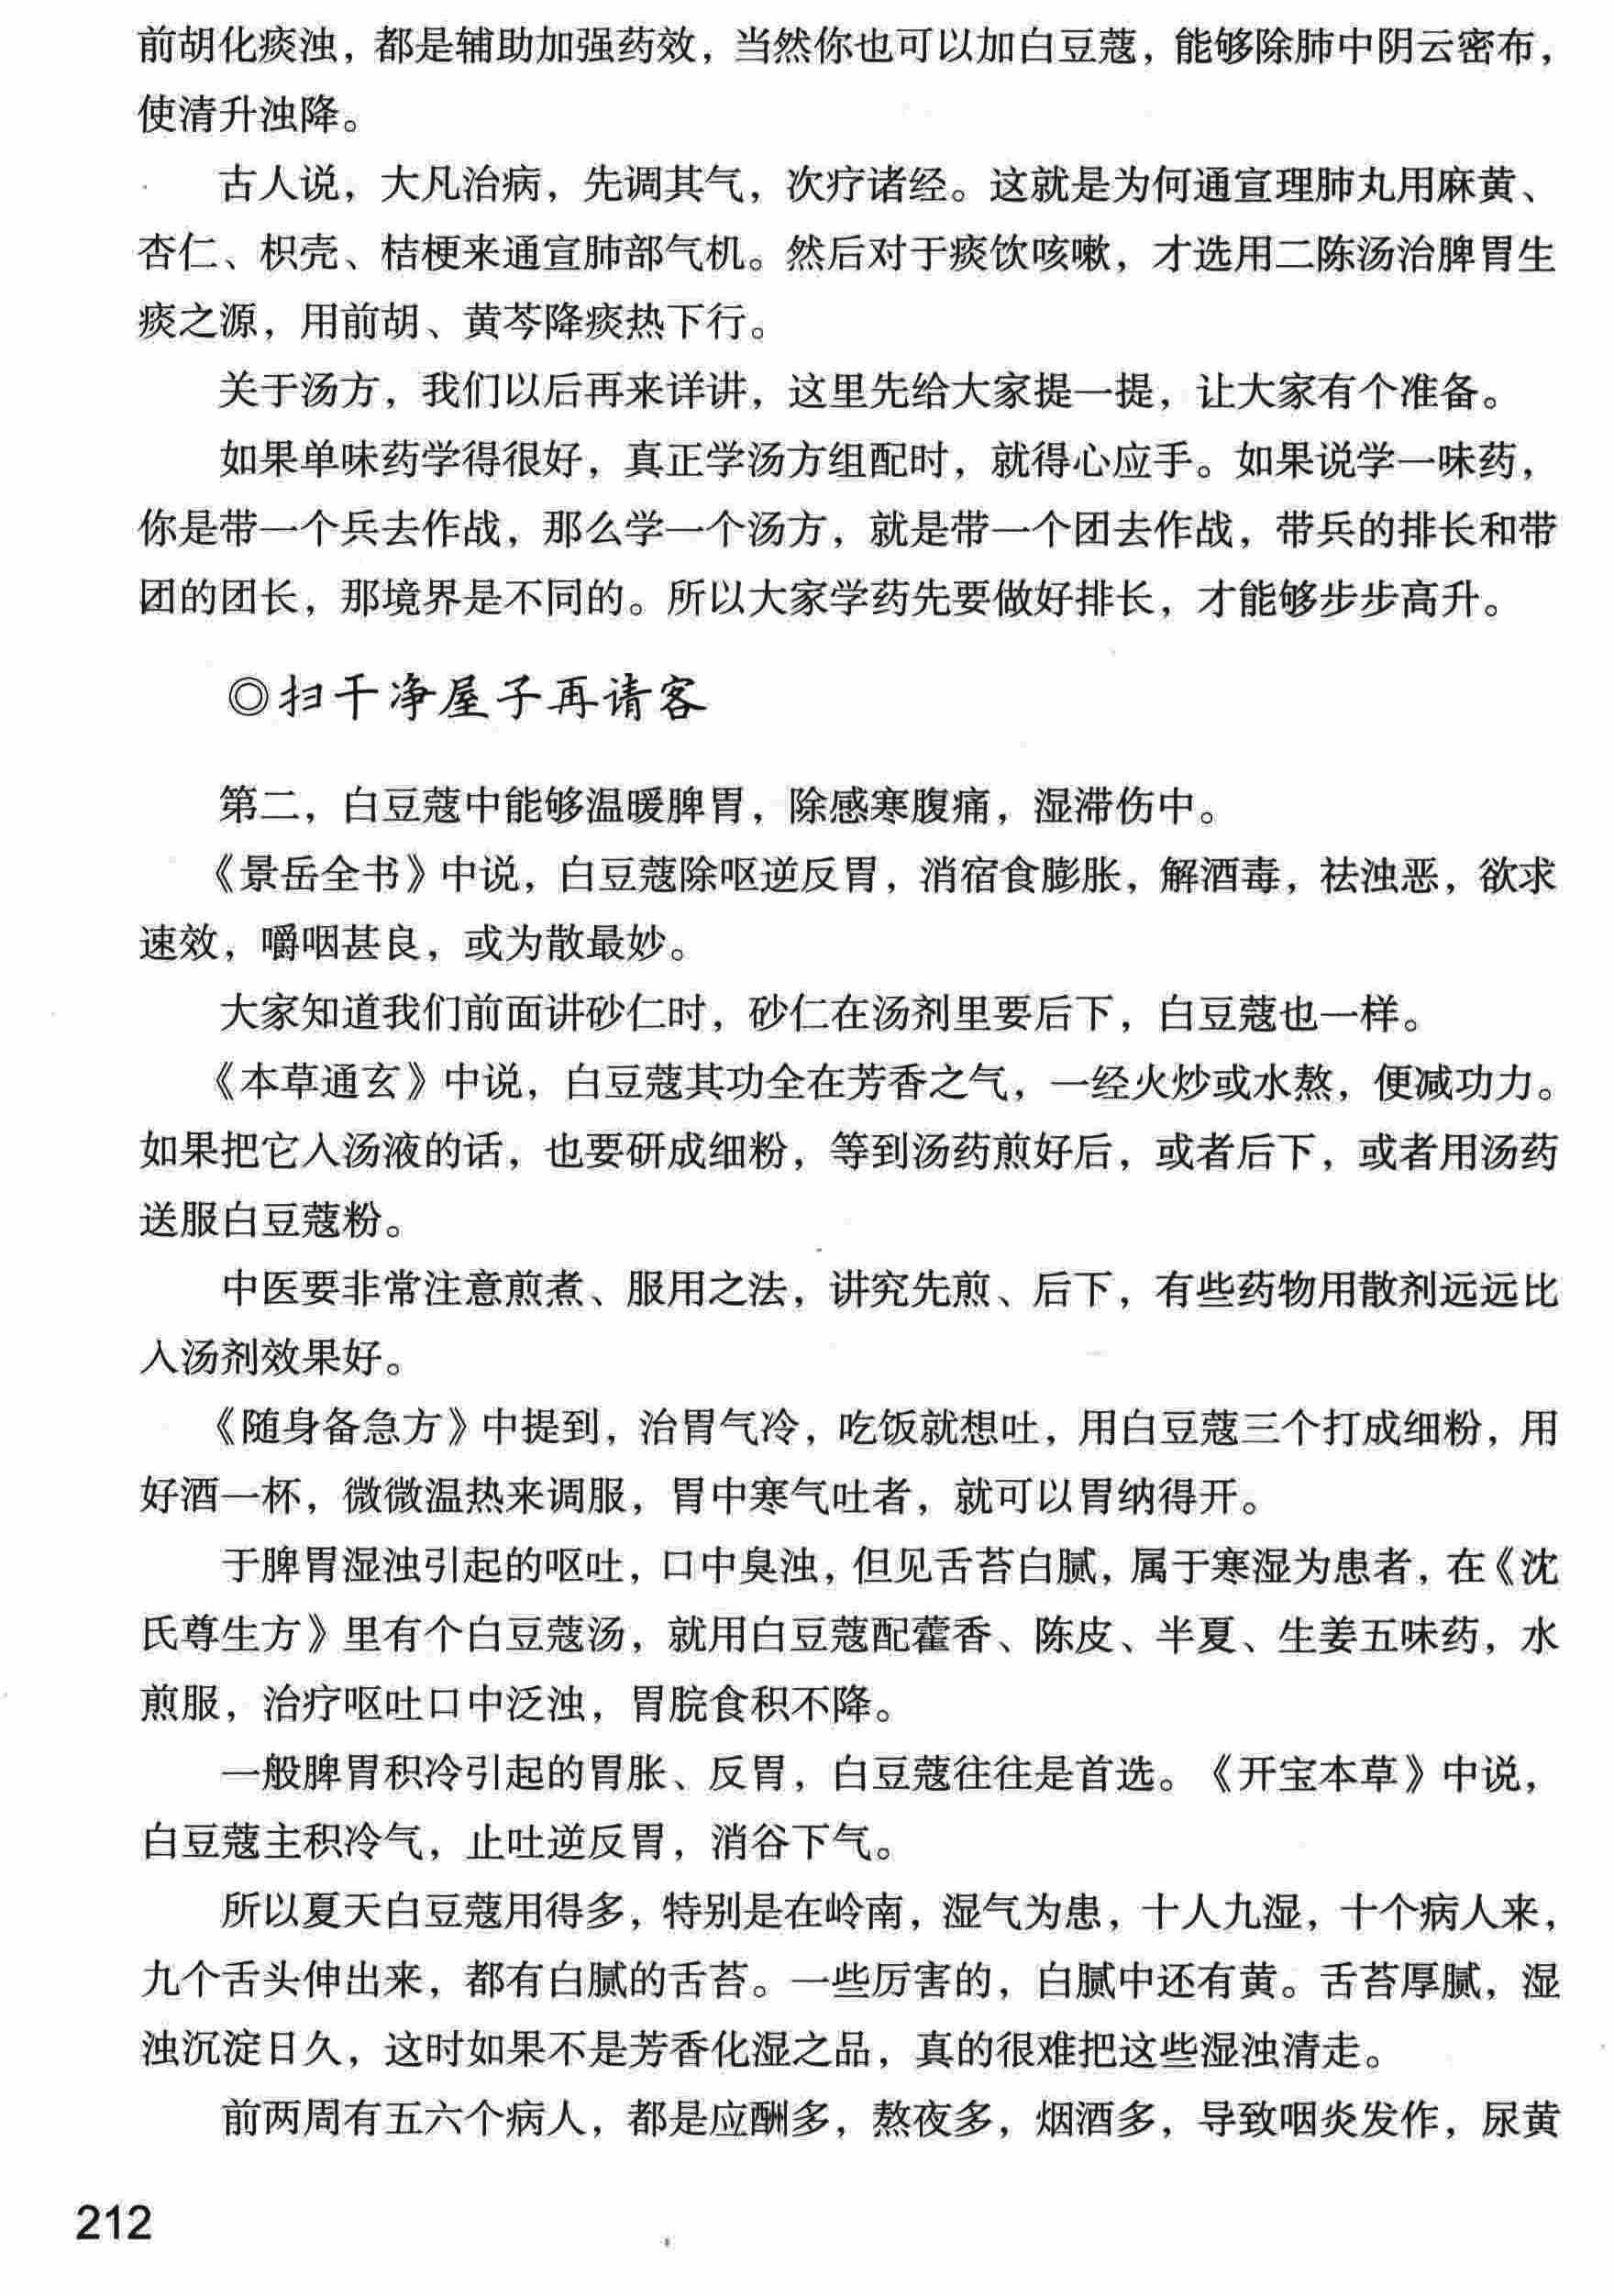 前胡化痰浊，都是辅助加强药效，当然你也可以加白豆蔻，能够除肺中阴云密布，
使清升浊降。
古人说，大凡治病，先调其气，次疗诸经。这就是为何通宣理肺丸用麻黄、
杏仁、枳壳、桔梗来通宣肺部气机。然后对于痰饮咳嗽，才选用二陈汤治脾胃生
痰之源，用前胡、黄芩降痰热下行。
关于汤方，我们以后再来详讲，这里先给大家提一提，让大家有个准备。
如果单味药学得很好，真正学汤方组配时，就得心应手。如果说学一味药，
你是带一个兵去作战，那么学一个汤方，就是带一个团去作战，带兵的排长和带
团的团长，那境界是不同的。所以大家学药先要做好排长，才能够步步高升。
◎扫干净屋子再请客
第二，白豆蔻中能够温暖脾胃，除感寒腹痛，湿滞伤中。
《景岳全书》中说，白豆蔻除呕逆反胃，消宿食膨胀，解酒毒，祛浊恶，欲求
速效，嚼咽甚良，或为散最妙。
大家知道我们前面讲砂仁时，砂仁在汤剂里要后下，白豆蔻也一样。
《本草通玄》中说，白豆蔻其功全在芳香之气，一经火炒或水熬，便减功力。
如果把它入汤液的话，也要研成细粉，等到汤药煎好后，或者后下，或者用汤药
送服白豆蔻粉。
中医要非常注意煎煮、服用之法，讲究先煎、后下，有些药物用散剂远远比
入汤剂效果好。
《随身备急方》中提到，治胃气冷，吃饭就想吐，用白豆蔻三个打成细粉，用
好酒一杯，微微温热来调服，胃中寒气吐者，就可以胃纳得开。
于脾胃湿浊引起的呕吐，口中臭浊，但见舌苔白腻，属于寒湿为患者，在《沈
氏尊生方》里有个白豆蔻汤，就用白豆蔻配藿香、陈皮、半夏、生姜五味药，水
煎服，治疗呕吐口中泛浊，胃脘食积不降。
一般脾胃积冷引起的胃胀、反胃，白豆蔻往往是首选。《开宝本草》中说，
白豆蔻主积冷气，止吐逆反胃，消谷下气。
所以夏天白豆蔻用得多，特别是在岭南，湿气为患，十人九湿，十个病人来，
九个舌头伸出来，都有白腻的舌苔。一些厉害的，白腻中还有黄。舌苔厚腻，湿
浊沉淀日久，这时如果不是芳香化湿之品，真的很难把这些湿浊清走。
前两周有五六个病人，都是应酬多，熬夜多，烟酒多，导致咽炎发作，尿黄
212